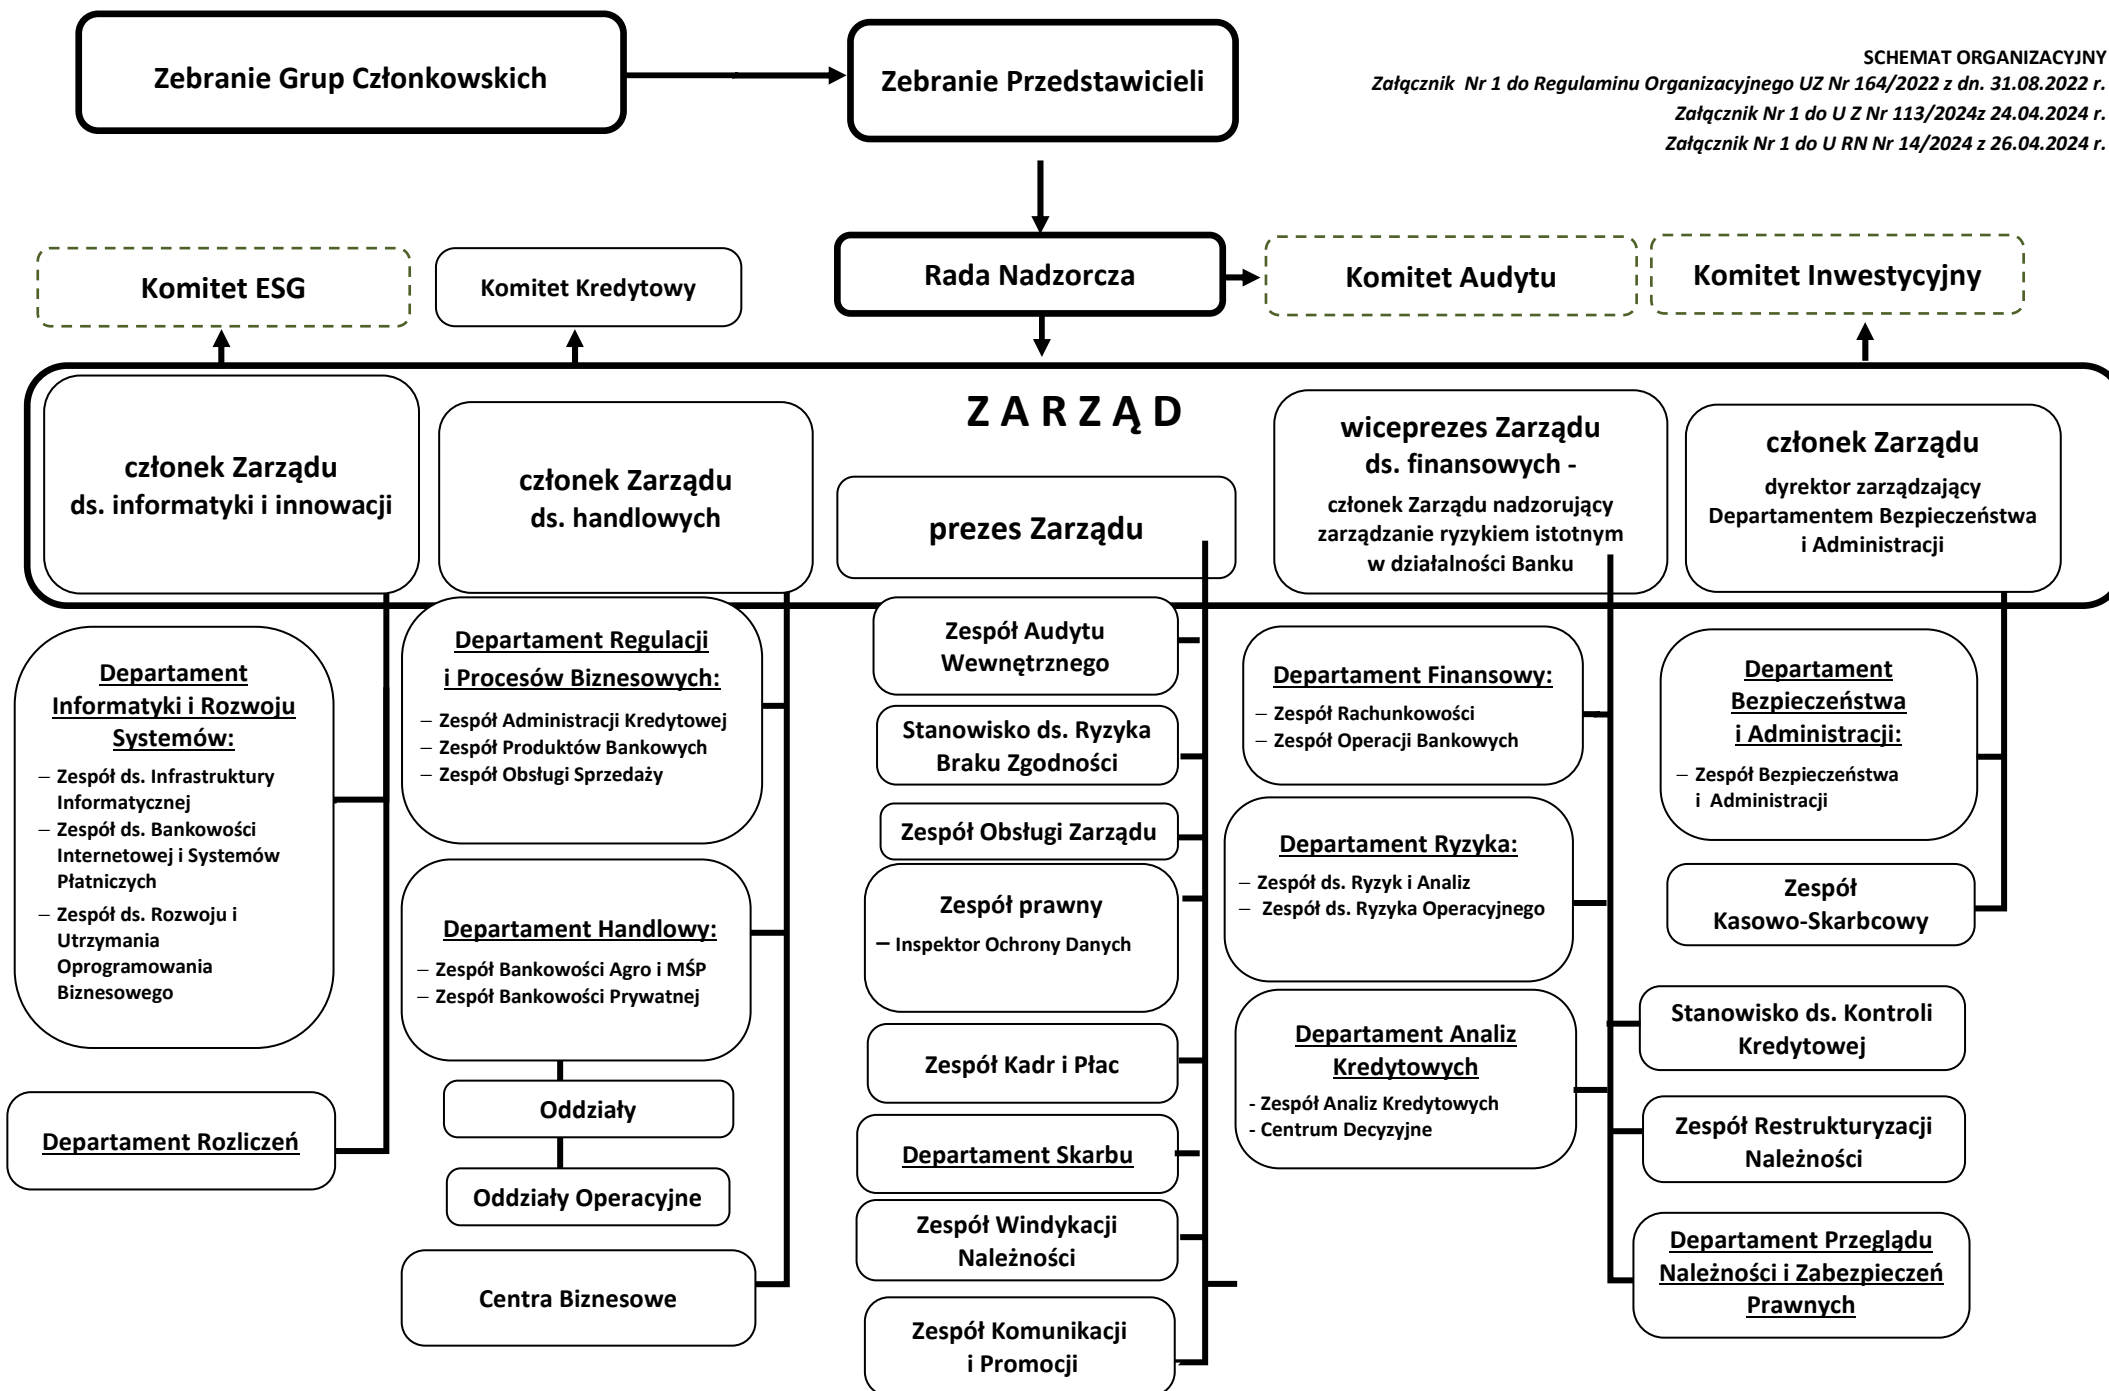 Zebranie Grup Członkowskich
Zebranie Przedstawicieli
SCHEMAT ORGANIZACYJNY
Załącznik Nr 1 do Regulaminu Organizacyjnego UZ Nr 164/2022 z dn. 31.08.2022 r.
Załącznik Nr 1 do U Z Nr 113/2024z 24.04.2024 r.
Załącznik Nr 1 do U RN Nr 14/2024 z 26.04.2024 r.
Komitet ESG
Komitet Kredytowy
Rada Nadzorcza
Komitet Audytu
Komitet Inwestycyjny
Z A R Z Ą D
członek Zarządu
ds. informatyki i innowacji
członek Zarządu
ds. handlowych
prezes Zarządu
wiceprezes Zarządu
ds. finansowych -
członek Zarządu nadzorujący
zarządzanie ryzykiem istotnym
w działalności Banku
członek Zarządu
dyrektor zarządzający
Departamentem Bezpieczeństwa
i Administracji
Departament
Informatyki i Rozwoju
Systemów:
– Zespół ds. Infrastruktury
Informatycznej
– Zespół ds. Bankowości
Internetowej i Systemów
Płatniczych
– Zespół ds. Rozwoju i
Utrzymania
Oprogramowania
Biznesowego
Departament Rozliczeń
Departament Regulacji
i Procesów Biznesowych:
– Zespół Administracji Kredytowej
– Zespół Produktów Bankowych
– Zespół Obsługi Sprzedaży
Departament Handlowy:
– Zespół Bankowości Agro i MŚP
– Zespół Bankowości Prywatnej
Oddziały
Oddziały Operacyjne
Centra Biznesowe
Zespół Audytu
Wewnętrznego
Stanowisko ds. Ryzyka
Braku Zgodności
Zespół Obsługi Zarządu
Zespół prawny
– Inspektor Ochrony Danych
Zespół Kadr i Płac
Departament Skarbu
Zespół Windykacji
Należności
Zespół Komunikacji
i Promocji
Departament Finansowy:
– Zespół Rachunkowości
– Zespół Operacji Bankowych
Departament Ryzyka:
– Zespół ds. Ryzyk i Analiz
– Zespół ds. Ryzyka Operacyjnego
Departament Analiz
Kredytowych
- Zespół Analiz Kredytowych
- Centrum Decyzyjne
Departament
Bezpieczeństwa
i Administracji:
– Zespół Bezpieczeństwa
i Administracji
Zespół
Kasowo-Skarbcowy
Stanowisko ds. Kontroli
Kredytowej
Zespół Restrukturyzacji
Należności
Departament Przeglądu
Należności i Zabezpieczeń
Prawnych